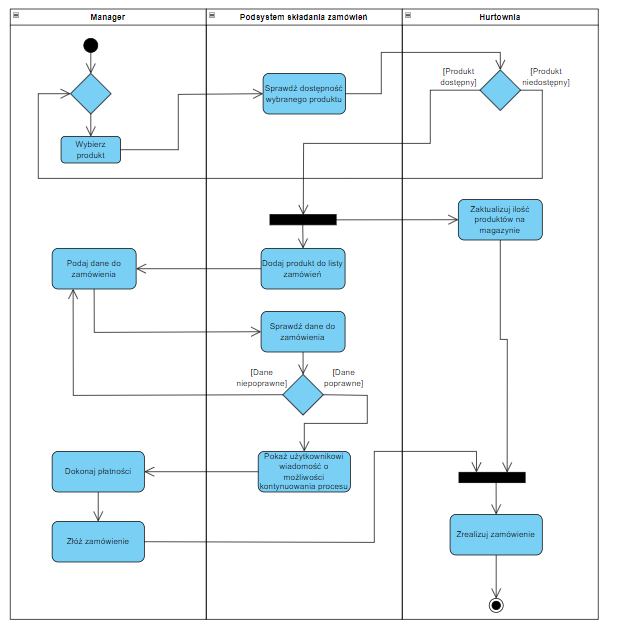 Manager
Podsystem składania zamówień
Hurtownia
[Produkt
dostępny]
[Produkt
niedostępny]
Sprawdź dostępność
wybranego produktu
Wybierz
produkt
Zaktualizuj ilość
produktów na
magazynie
Podaj dane do
zamówienia
Dodaj produkt do listy
zamówień
Sprawdź dane do
zamówienia
[Dane
niepoprawne]
[Dane
poprawne]
Pokaż użytkownikowi
wiadomość o
możliwości
kontynuowania procesu
Dokonaj płatności
Złóż zamówienie
Zrealizuj zamówienie